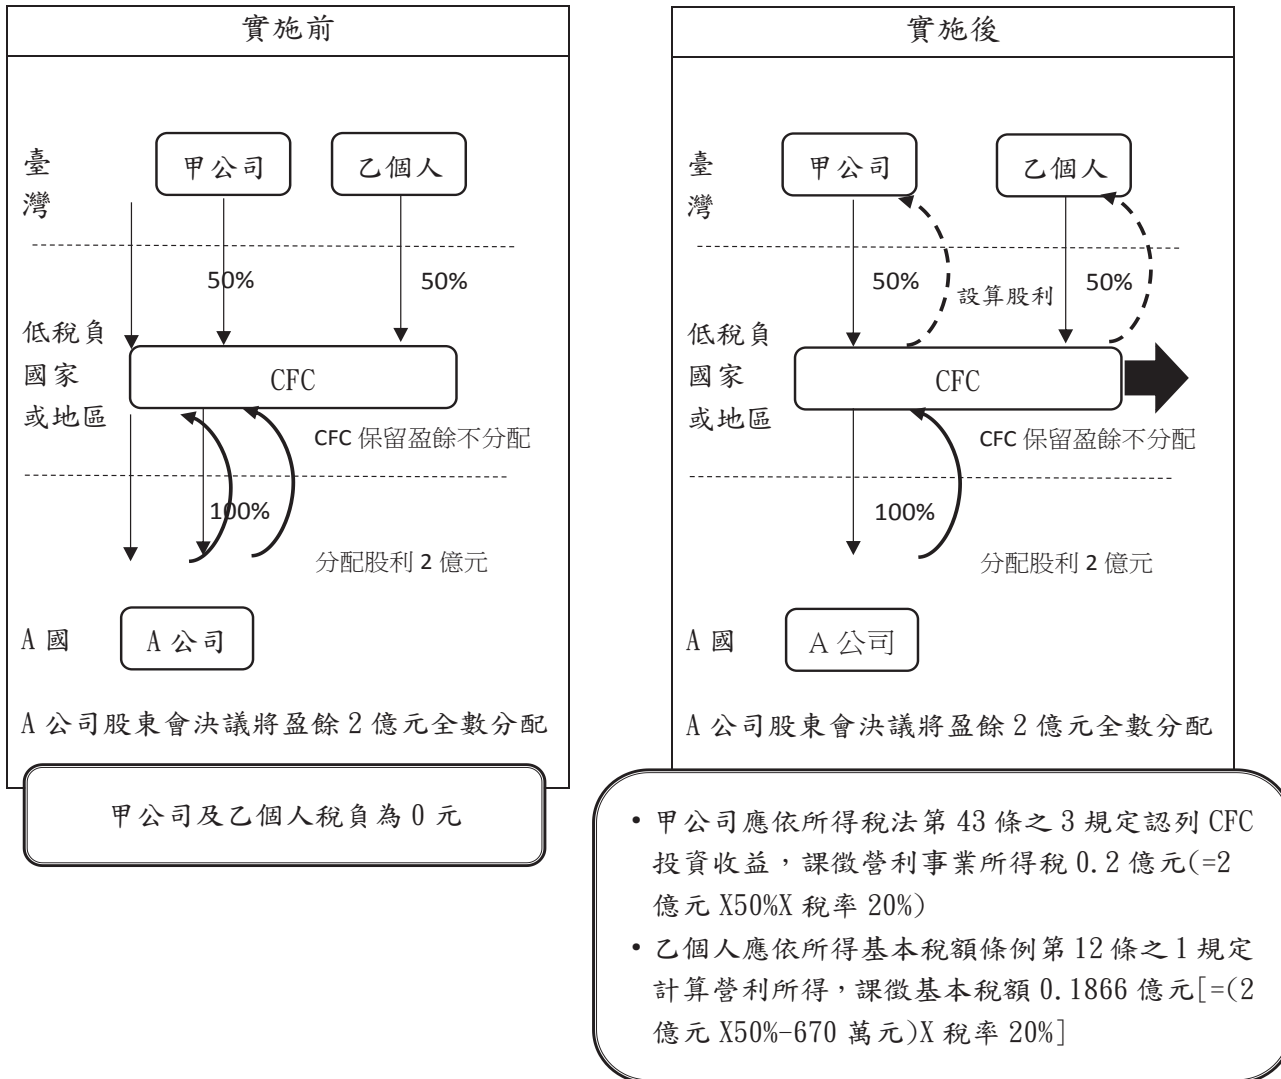 實施前
臺
灣
甲公司
乙個人
50%
50%
低稅負
國家
或地區
CFC
CFC 保留盈餘不分配
100%
分配股利 2 億元
A 國
A 公司
A 公司股東會決議將盈餘 2 億元全數分配
甲公司及乙個人稅負為 0 元
實施後
臺
灣
甲公司
乙個人
50%
設算股利
50%
低稅負
國家
或地區
CFC
CFC 保留盈餘不分配
100%
分配股利 2 億元
A 國
A 公司
A 公司股東會決議將盈餘 2 億元全數分配
• 甲公司應依所得稅法第 43 條之 3 規定認列 CFC
投資收益，課徵營利事業所得稅 0.2 億元(=2
億元 X50%X 稅率 20%)
• 乙個人應依所得基本稅額條例第 12 條之 1 規定
計算營利所得，課徵基本稅額 0.1866 億元[=(2
億元 X50%-670 萬元)X 稅率 20%]